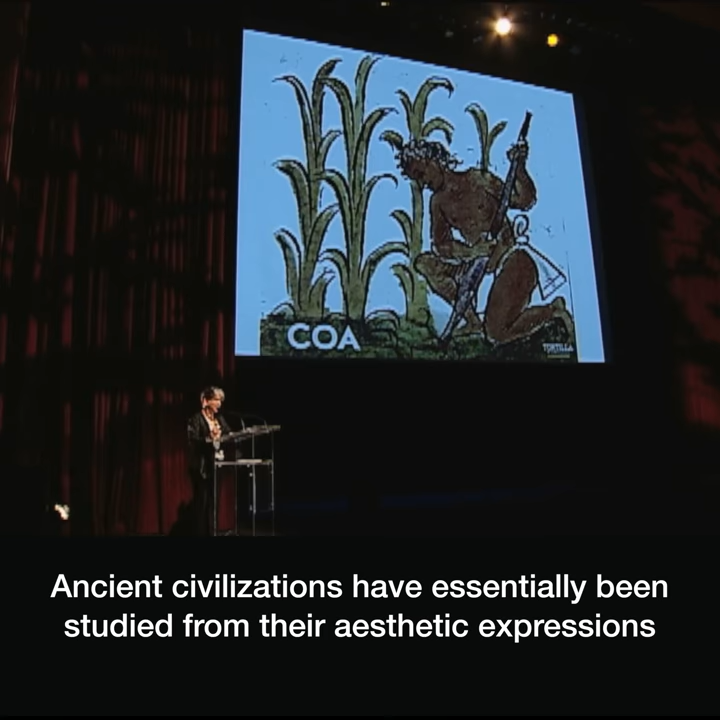 COA
TORTILLA
Ancient civilizations have essentially been
studied from their aesthetic expressions